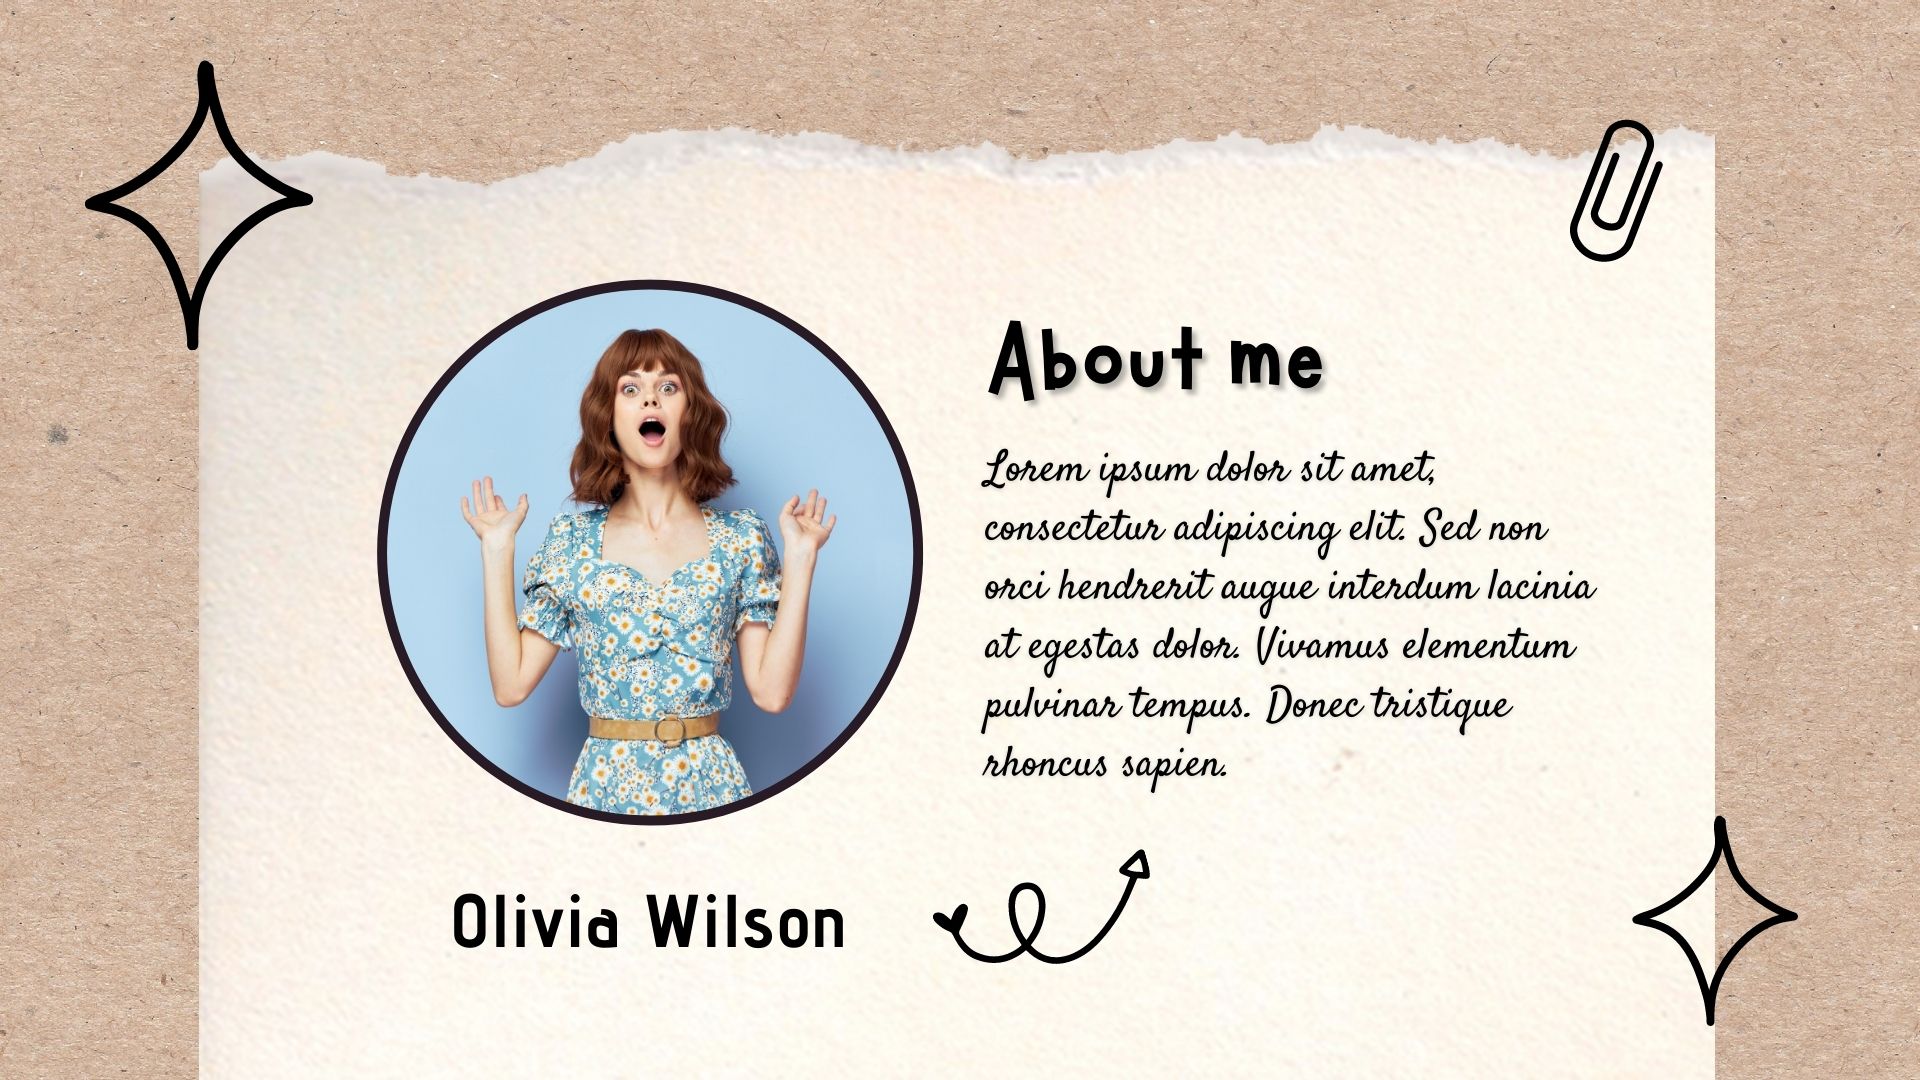 About me
Lorem ipsum dolor sit amet,
consectetur adipiscing elit. Sed non
orci hendrerit augue interdum lacinia
at egestas dolor. Vivamus elementum
pulvinar tempus. Donec tristique
rhoncus sapien.
Olivia Wilson